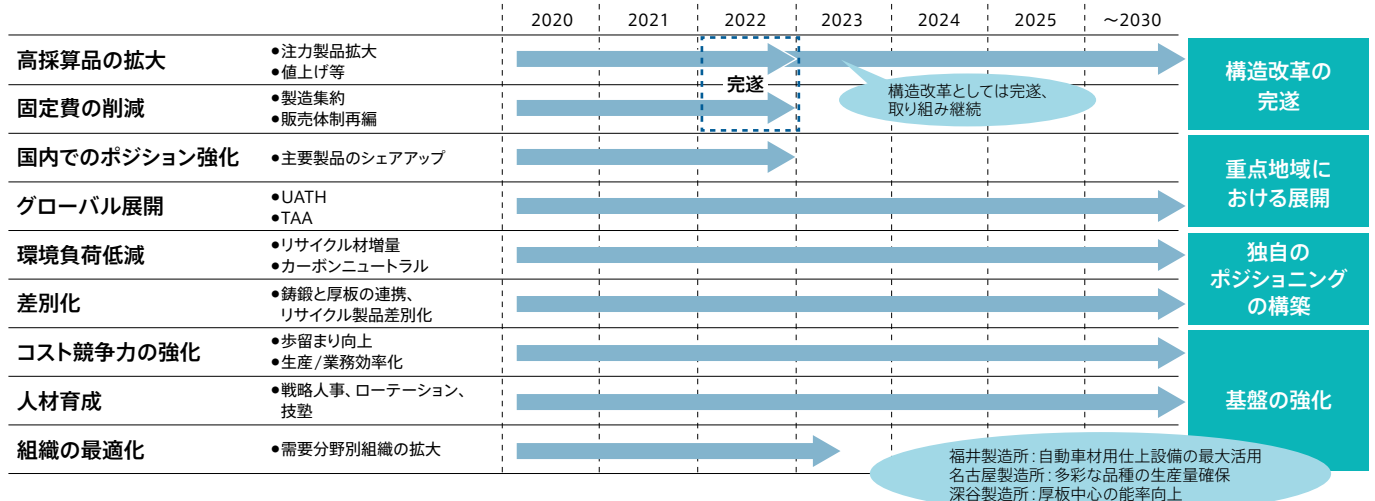 2020 2021 2022 2023 2024 2025 ~2030
高採算品の拡大
●注力製品拡大
●値上げ等
固定費の削減
●製造集約
●販売体制再編
完遂
構造改革としては完遂、
取り組み継続
構造改革の
完遂
国内でのポジション強化
●主要製品のシェアアップ
グローバル展開
●UATH
●TAA
重点地域に
おける展開
環境負荷低減
●リサイクル材増量
●カーボンニュートラル
差別化
●鋳鍛と厚板の連携、
リサイクル製品差別化
独自の
ポジショニング
の構築
コスト競争力の強化
●歩留まり向上
●生産/業務効率化
人材育成
●戦略人事、ローテーション、
技塾
組織の最適化
●需要分野別組織の拡大
基盤の強化
福井製造所:自動車材用仕上設備の最大活用
名古屋製造所:多彩な品種の生産量確保
深谷製造所:厚板中心の能率向上